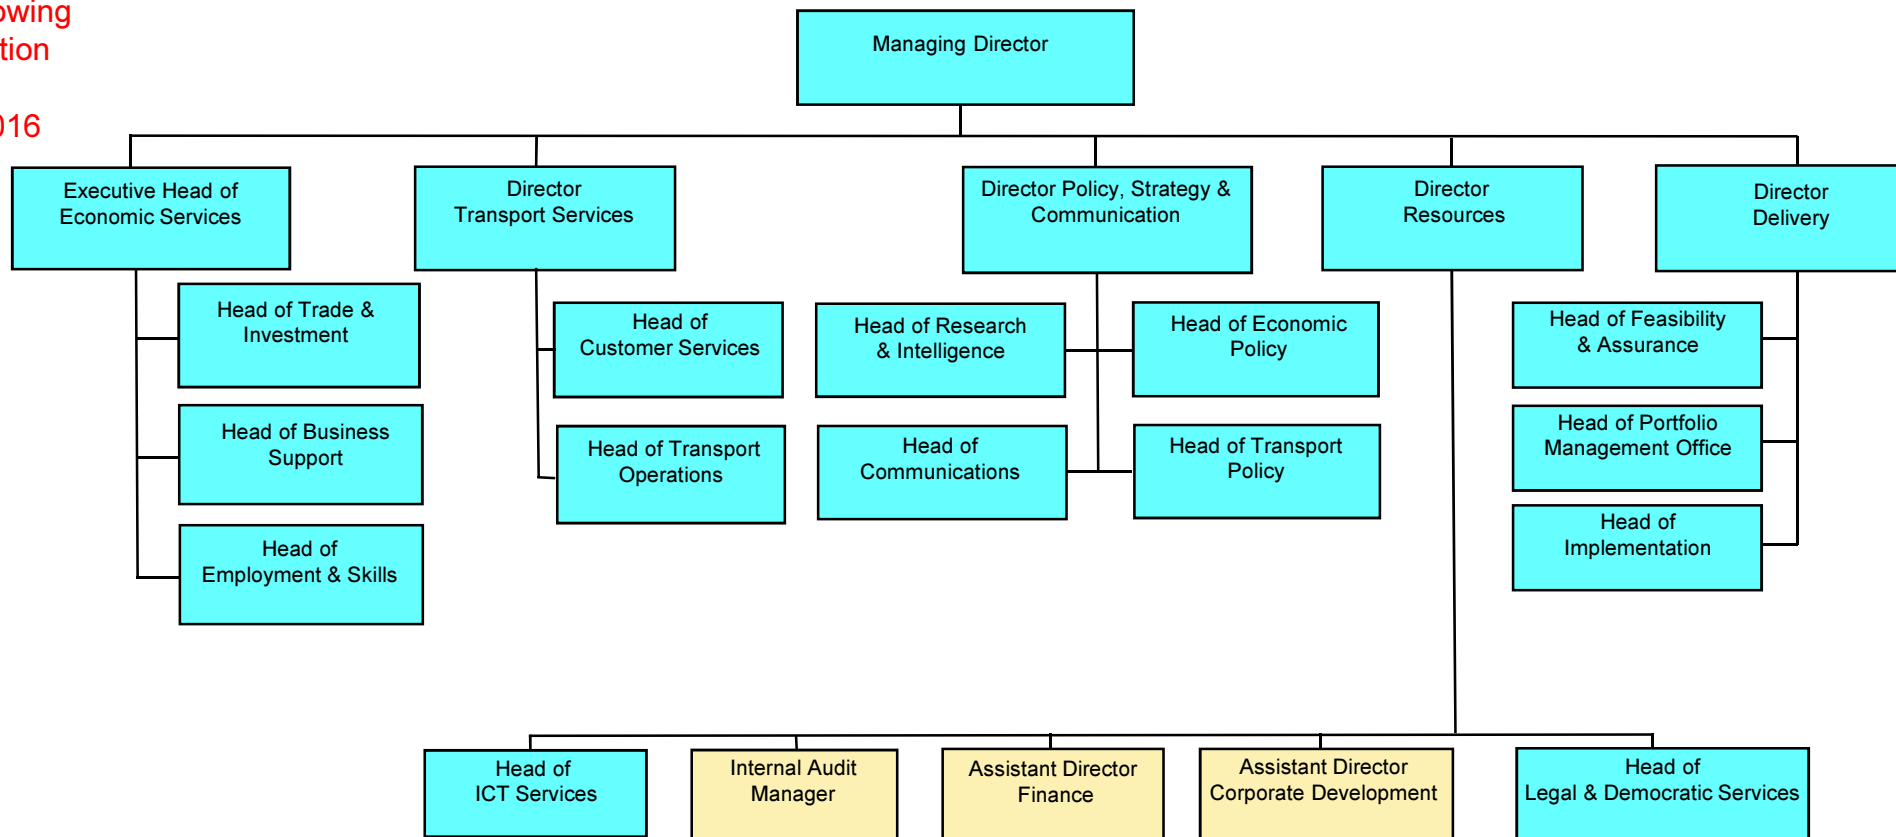 Managing Director
Executive Head of
Economic Services
Director
Transport Services
Director Policy, Strategy &
Communication
Director
Resources
Director
Delivery
Head of Trade &
Investment
Head of Business
Support
Head of
Employment & Skills
Head of
Customer Services
Head of Transport
Operations
Head of Research
& Intelligence
Head of
Communications
Head of Economic
Policy
Head of Transport
Policy
Head of Feasibility
& Assurance
Head of Portfolio
Management Office
Head of
Implementation
Head of
ICT Services
Internal Audit
Manager
Assistant Director
Finance
Assistant Director
Corporate Development
Head of
Legal & Democratic Services